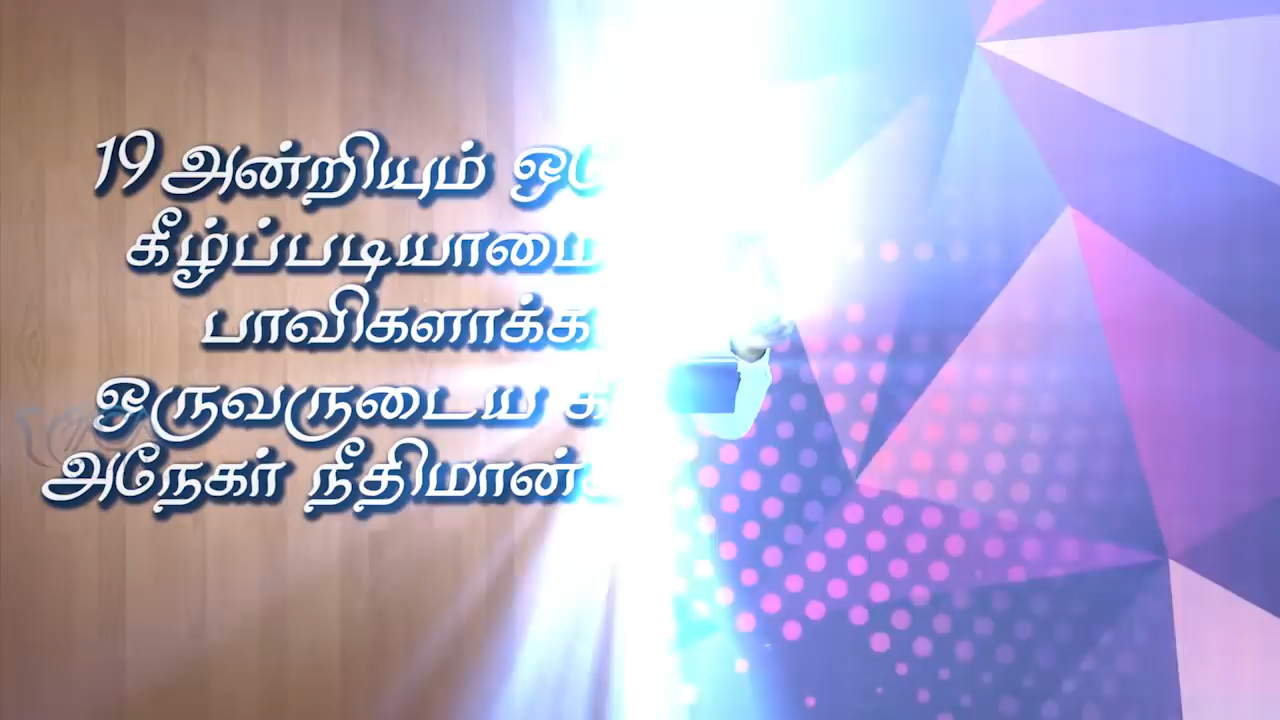 19 அன்றியும்
கீழ்ப்படியாமை
பாவிகளாக்க
ஒருவருடைய
அநேகர் நீதிமான்